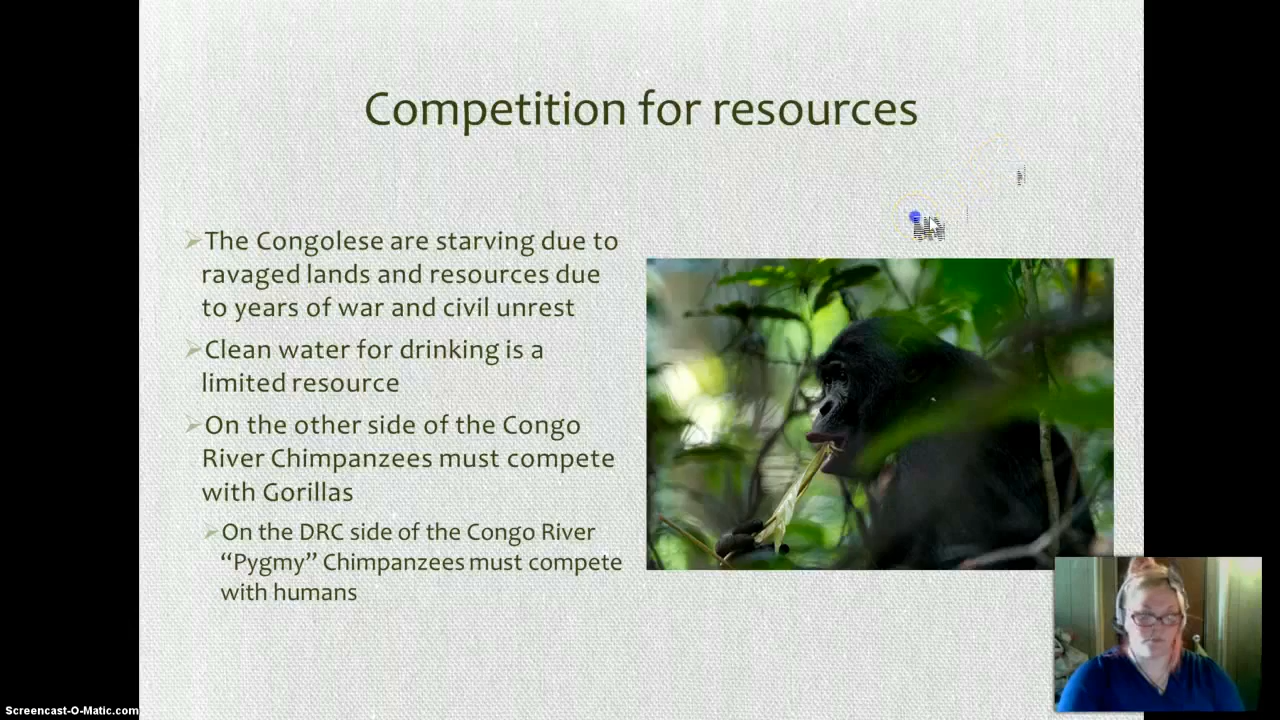 Competition for resources
The Congolese are starving due to
ravaged lands and resources due
to years of war and civil unrest
Clean water for drinking is a
limited resource
On the other side of the Congo
River Chimpanzees must compete
with Gorillas
On the DRC side of the Congo River
“Pygmy” Chimpanzees must compete
with humans
Screencast-O-Matic.com